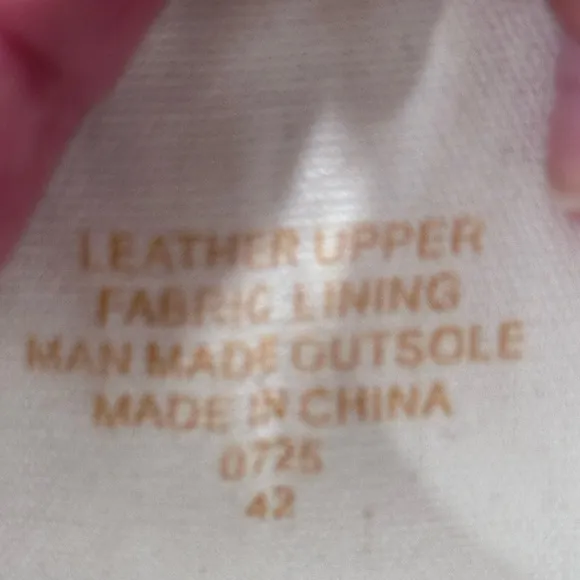 LEATHER UPPER
FABRIC LINING
MAN MADE OUTSOLE
MADE IN CHINA
0725
42